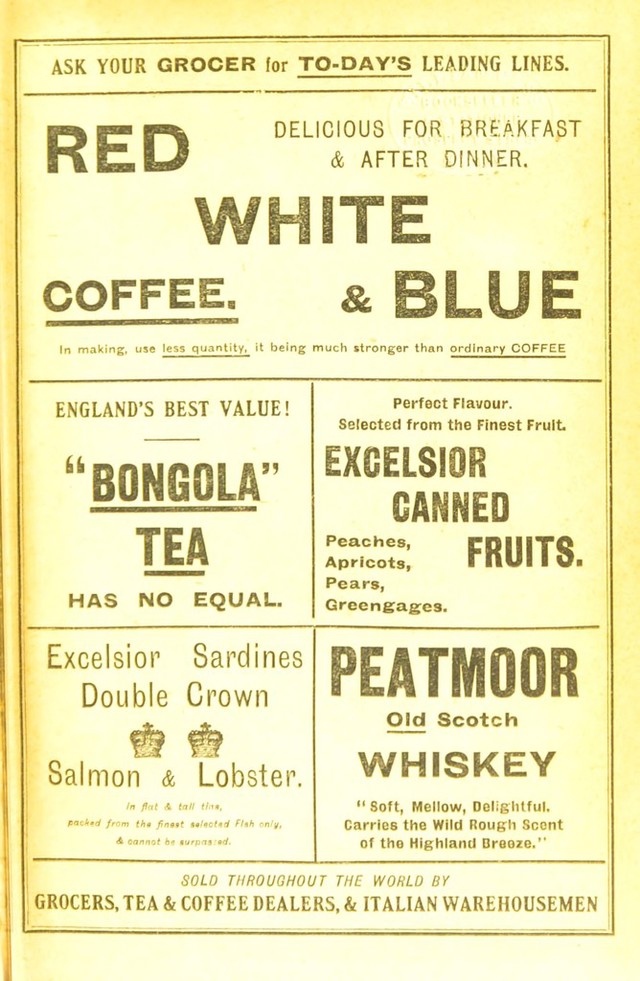 ASK YOUR GROCER for TO-DAY'S LEADING LINES.
RED
DELICIOUS FOR BREAKFAST
& AFTER DINNER.
WHITE
COFFEE.
& BLUE
In making, use less quantity, it being much stronger than ordinary COFFEE
ENGLAND'S BEST VALUE!
"BONGOLA"
TEA
HAS NO EQUAL.
Perfect Flavour.
Selected from the Finest Fruit.
EXCELSIOR
CANNED
FRUITS.
Peaches,
Apricots,
Pears,
Greengages.
Excelsior Sardines
Double Crown
Salmon & Lobster.
In flat & tall tins,
packed from the finest selected Fish only,
& cannot be surpassed.
PEATMOOR
Old Scotch
WHISKEY
"Soft, Mellow, Delightful.
Carries the Wild Rough Scent
of the Highland Breeze."
SOLD THROUGHOUT THE WORLD BY
GROCERS, TEA & COFFEE DEALERS, & ITALIAN WAREHOUSEMEN